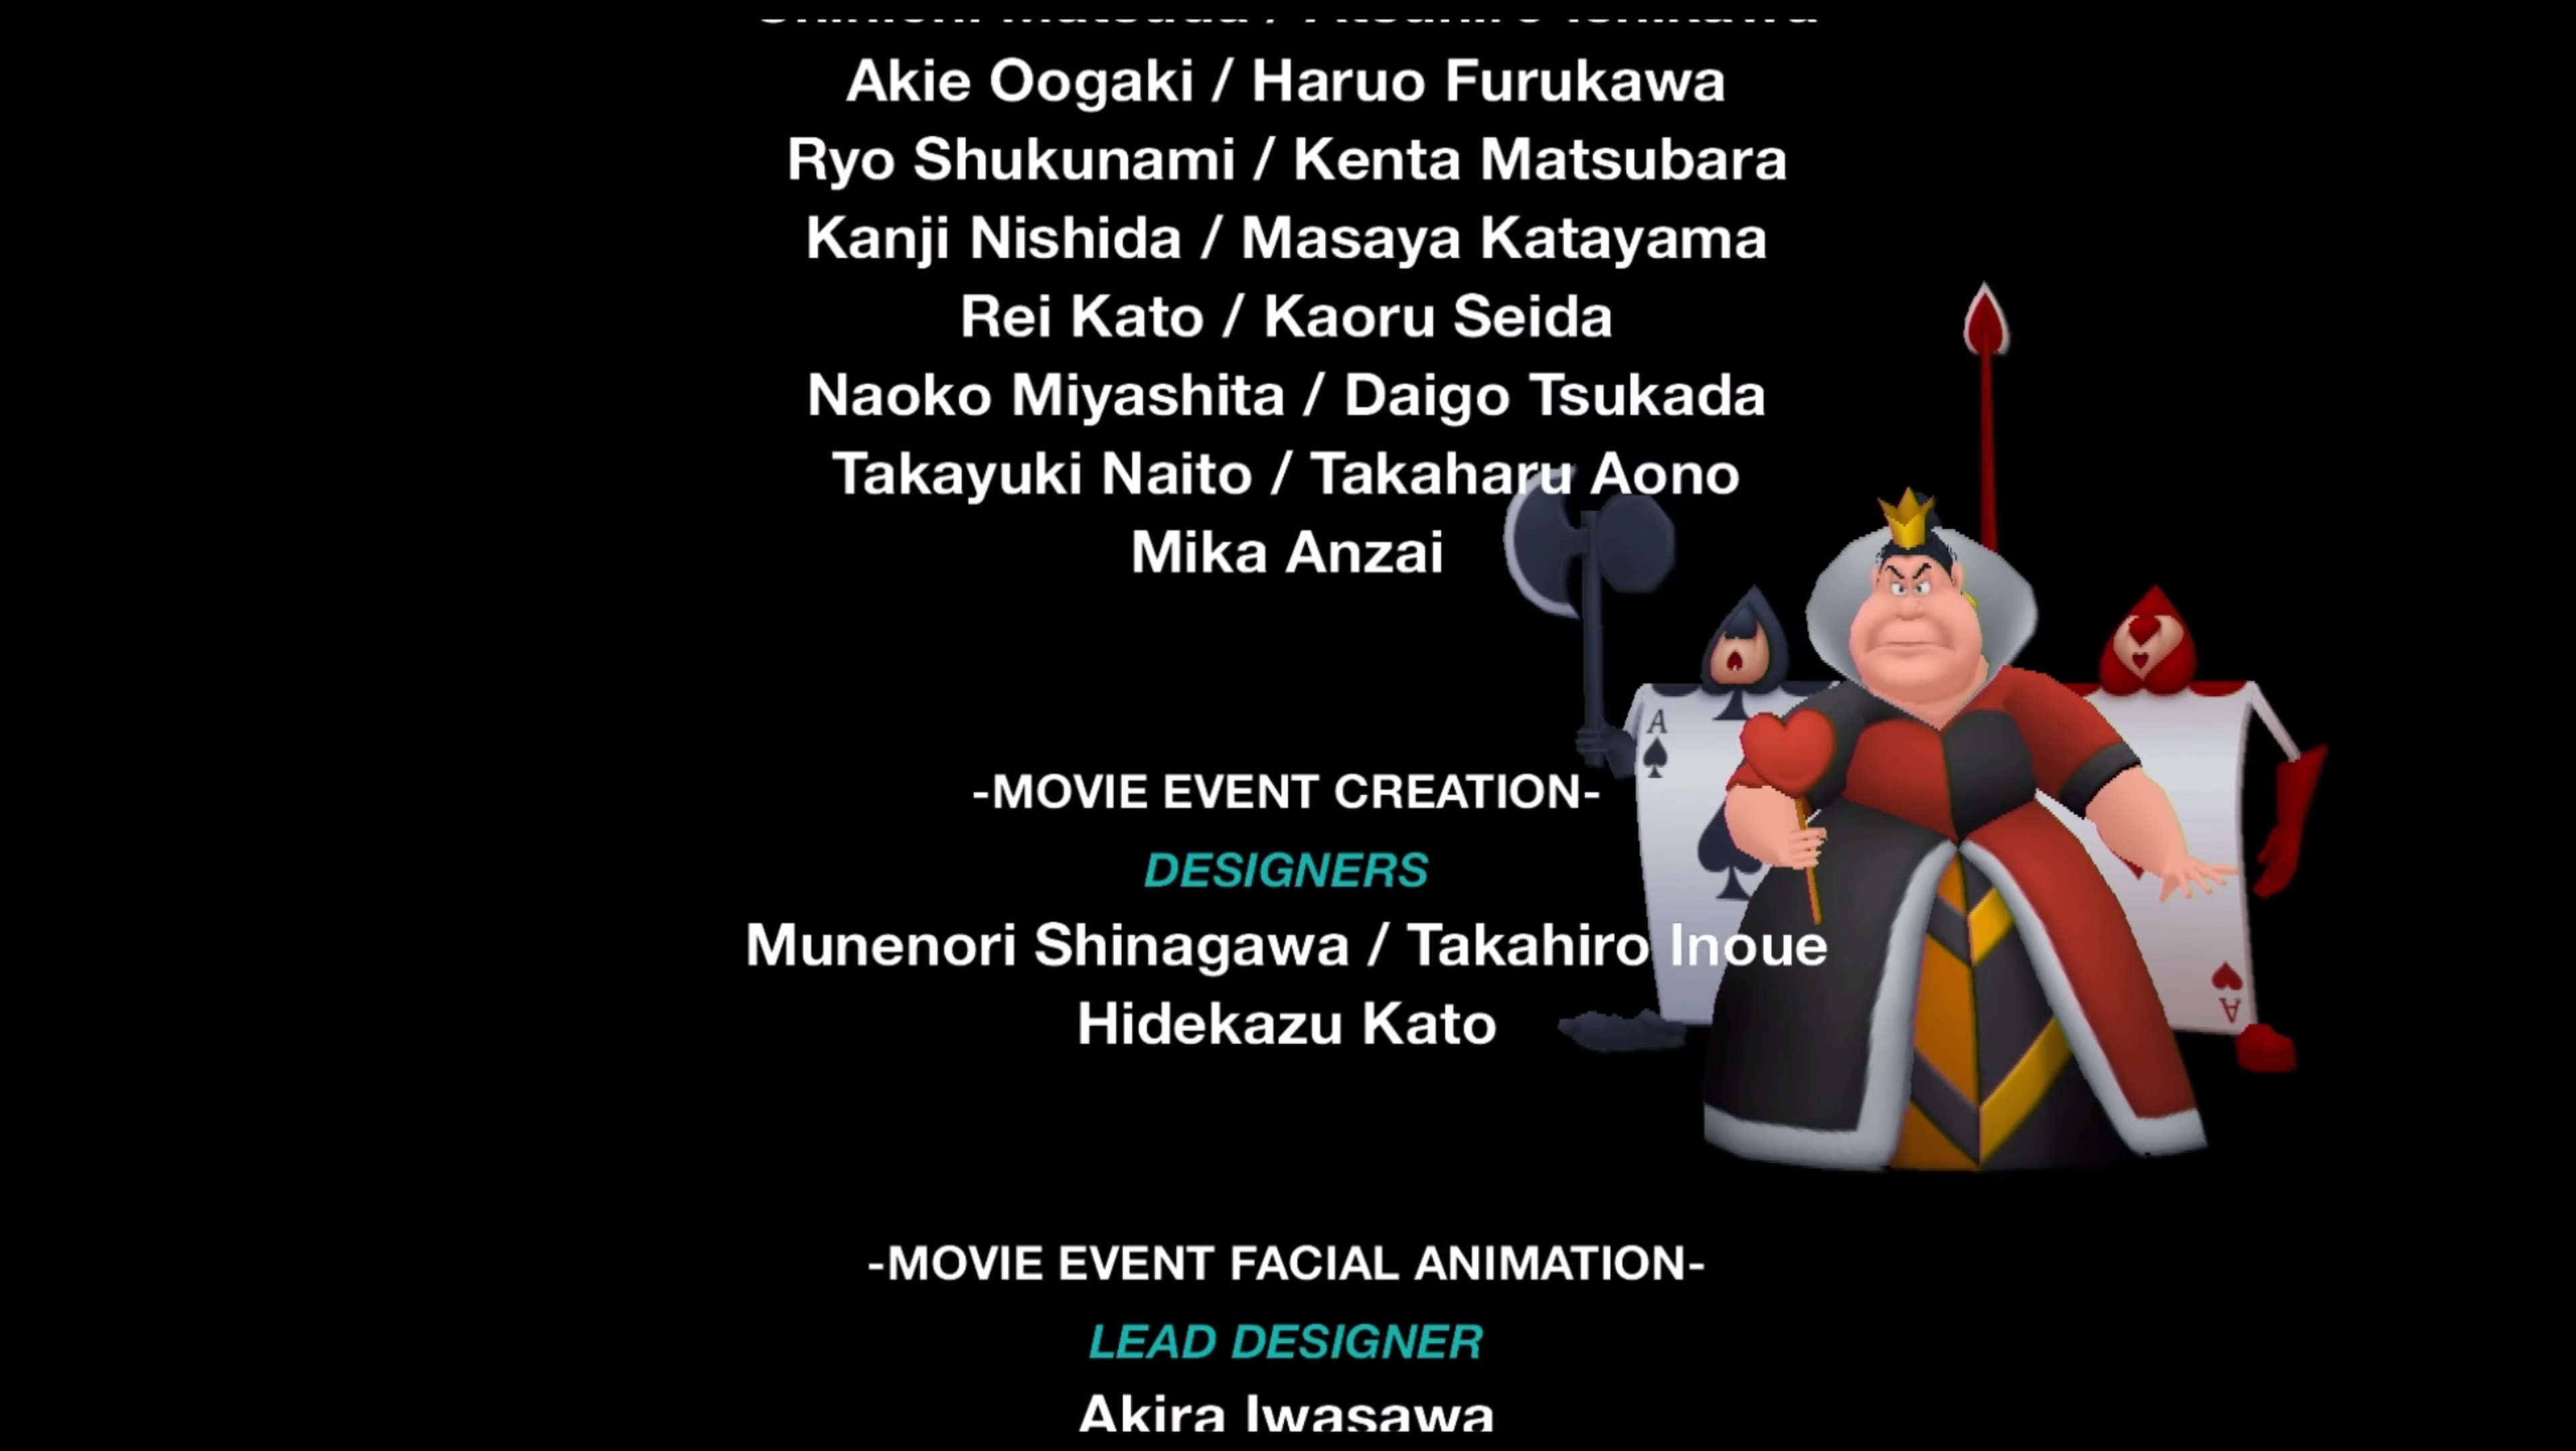 Akie Oogaki / Haruo Furukawa
Ryo Shukunami / Kenta Matsubara
Kanji Nishida / Masaya Katayama
Rei Kato / Kaoru Seida
Naoko Miyashita / Daigo Tsukada
Takayuki Naito / Takaharu Aono
Mika Anzai
-MOVIE EVENT CREATION-
DESIGNERS
Munenori Shinagawa / Takahiro Inoue
Hidekazu Kato
-MOVIE EVENT FACIAL ANIMATION-
LEAD DESIGNER
Akira Iwasawa
A
A